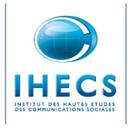 IHECS
INSTITUT DES HAUTES ETUDES
DES COMMUNICATIONS SOCIALES